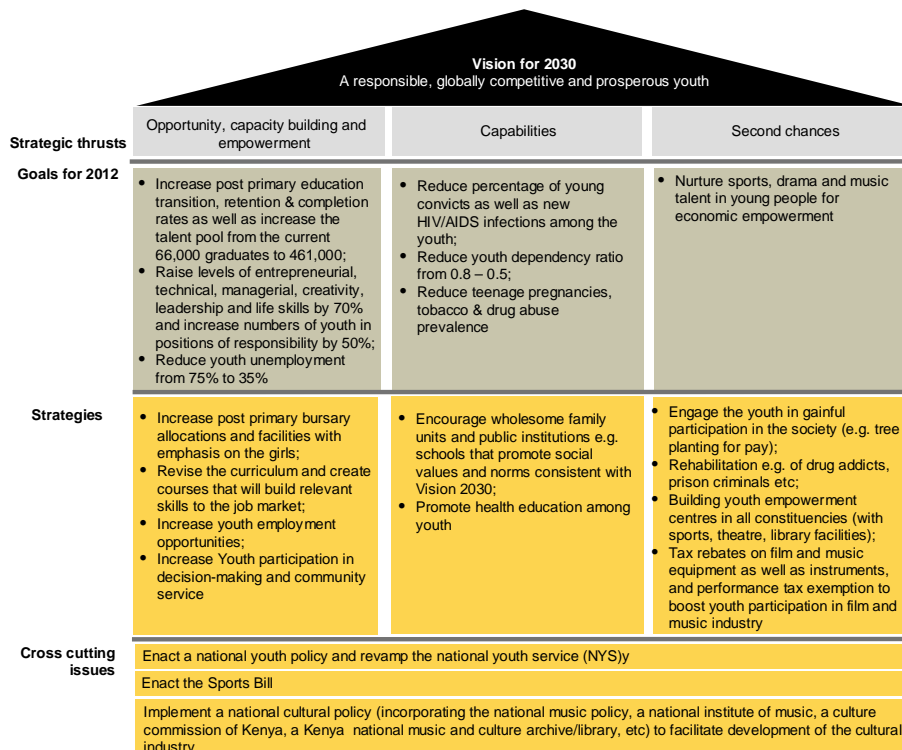 Vision for 2030
A responsible, globally competitive and prosperous youth
Strategic thrusts
Opportunity, capacity building and
empowerment
Capabilities
Second chances
Goals for 2012
• Increase post primary education
transition, retention & completion
rates as well as increase the
talent pool from the current
66,000 graduates to 461,000;
• Raise levels of entrepreneurial,
technical, managerial, creativity,
leadership and life skills by 70%
and increase numbers of youth in
positions of responsibility by 50%;
• Reduce youth unemployment
from 75% to 35%
• Reduce percentage of young
convicts as well as new
HIV/AIDS infections among the
youth;
• Reduce youth dependency ratio
from 0.8 – 0.5;
• Reduce teenage pregnancies,
tobacco & drug abuse
prevalence
• Nurture sports, drama and music
talent in young people for
economic empowerment
Strategies
• Increase post primary bursary
allocations and facilities with
emphasis on the girls;
• Revise the curriculum and create
courses that will build relevant
skills to the job market;
• Increase youth employment
opportunities;
• Increase Youth participation in
decision-making and community
service
• Encourage wholesome family
units and public institutions e.g.
schools that promote social
values and norms consistent with
Vision 2030;
• Promote health education among
youth
• Engage the youth in gainful
participation in the society (e.g. tree
planting for pay);
• Rehabilitation e.g. of drug addicts,
prison criminals etc;
• Building youth empowerment
centres in all constituencies (with
sports, theatre, library facilities);
• Tax rebates on film and music
equipment as well as instruments,
and performance tax exemption to
boost youth participation in film and
music industry
Cross cutting
issues
Enact a national youth policy and revamp the national youth service (NYS)y
Enact the Sports Bill
Implement a national cultural policy (incorporating the national music policy, a national institute of music, a culture
commission of Kenya, a Kenya national music and culture archive/library, etc) to facilitate development of the cultural
industry